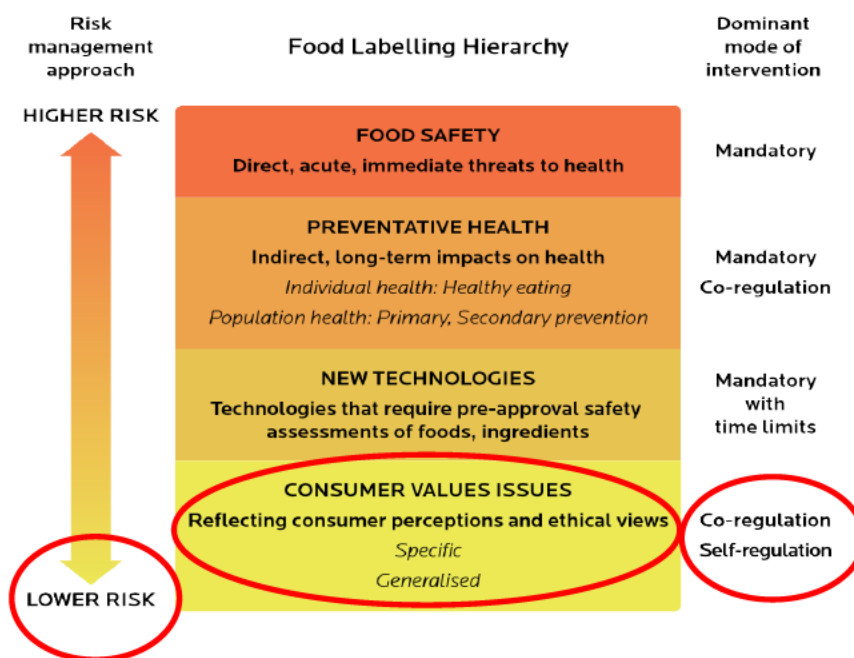 Risk
management
approach
Food Labelling Hierarchy
Dominant
mode of
intervention
HIGHER RISK
FOOD SAFETY
Direct, acute, immediate threats to health
Mandatory
PREVENTATIVE HEALTH
Indirect, long-term impacts on health
Individual health: Healthy eating
Population health: Primary, Secondary prevention
Mandatory
Co-regulation
NEW TECHNOLOGIES
Technologies that require pre-approval safety
assessments of foods, ingredients
Mandatory
with
time limits
CONSUMER VALUES ISSUES
Reflecting consumer perceptions and ethical views
Specific
Generalised
Co-regulation
Self-regulation
LOWER RISK